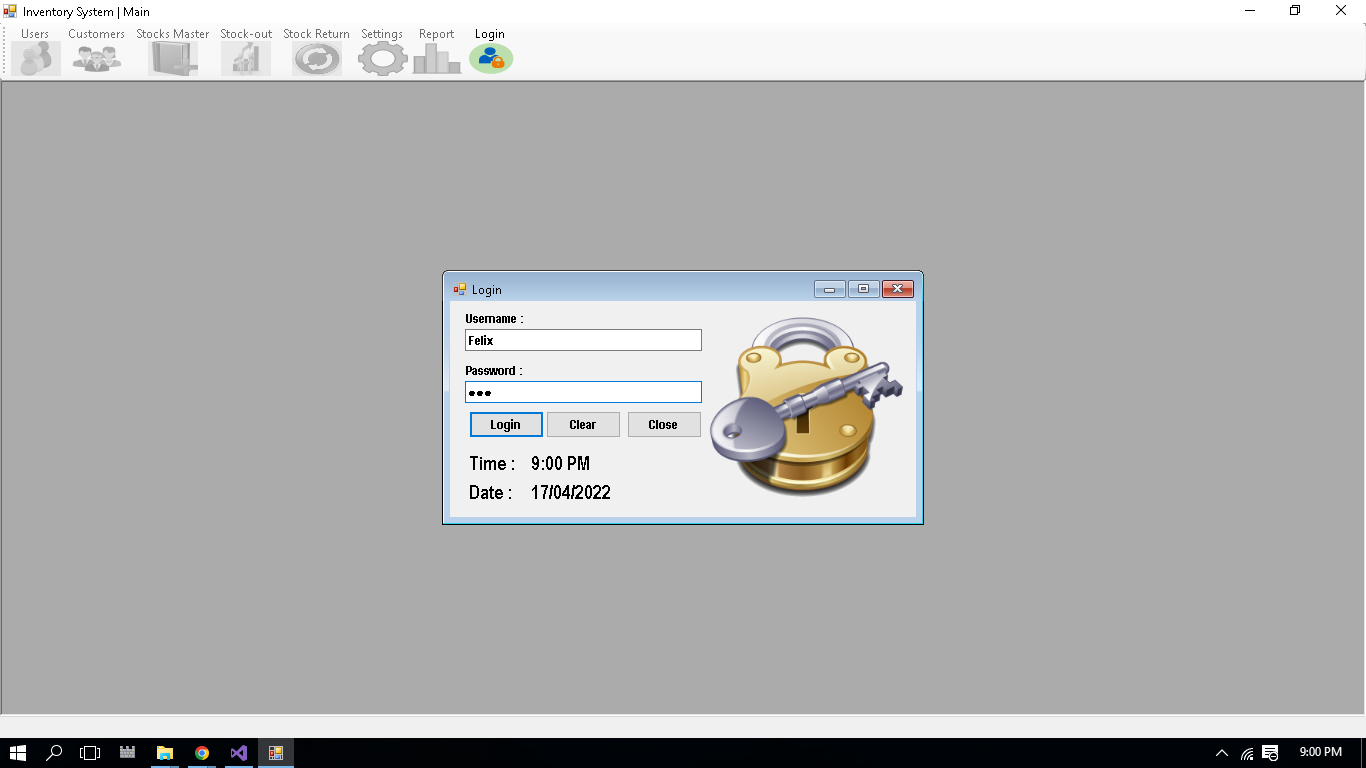 Inventory System | Main
Users Customers Stocks Master Stock-out Stock Return Settings Report Login
Login
Username :
Felix
Password :
●●●
Login Clear Close
Time : 9:00 PM
Date : 17/04/2022
9:00 PM